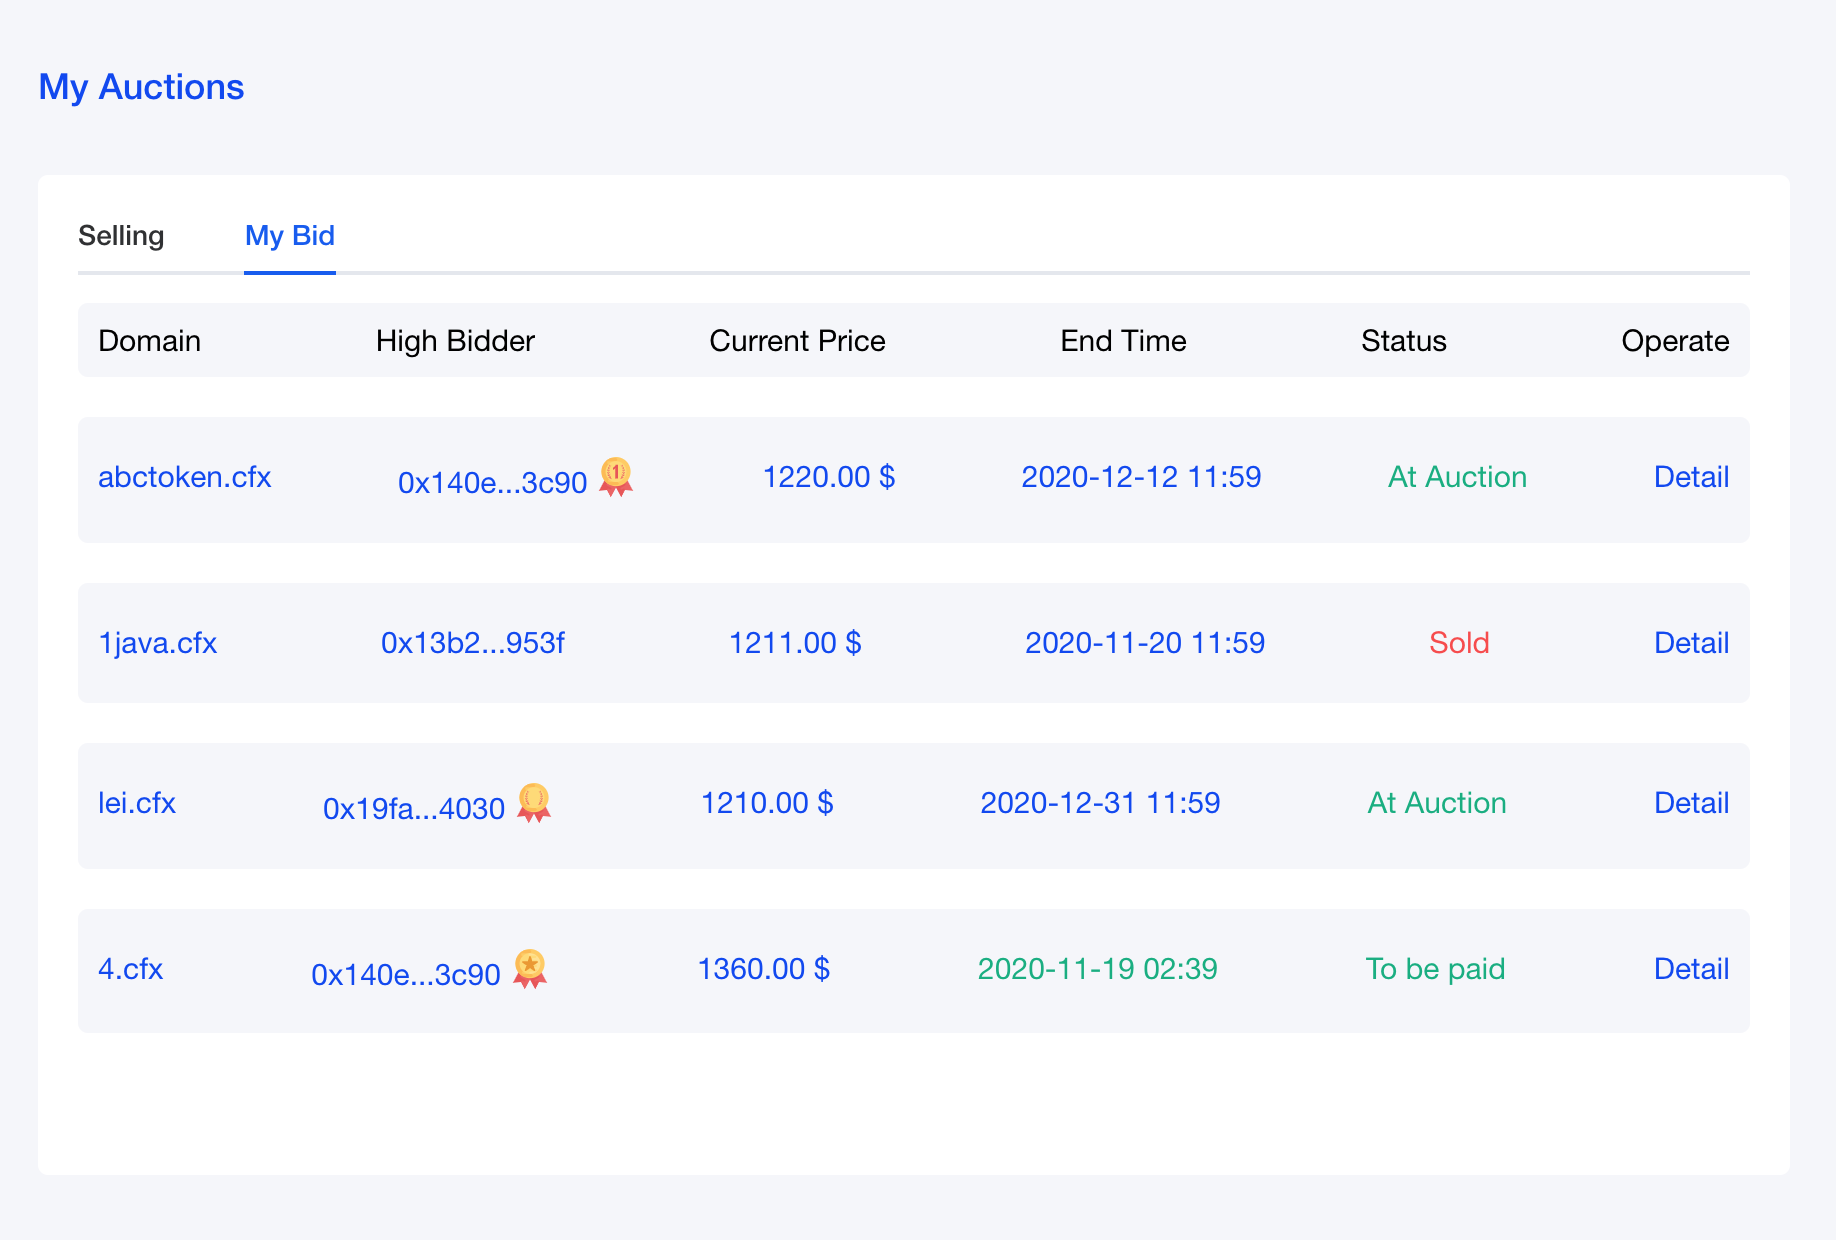 My Auctions
Selling My Bid
Domain High Bidder Current Price End Time Status Operate
abctoken.cfx 0x140e...3c90 1 1220.00 $ 2020-12-12 11:59 At Auction Detail
1java.cfx 0x13b2...953f 1211.00 $ 2020-11-20 11:59 Sold Detail
lei.cfx 0x19fa...4030 1210.00 $ 2020-12-31 11:59 At Auction Detail
4.cfx 0x140e...3c90 1360.00 $ 2020-11-19 02:39 To be paid Detail